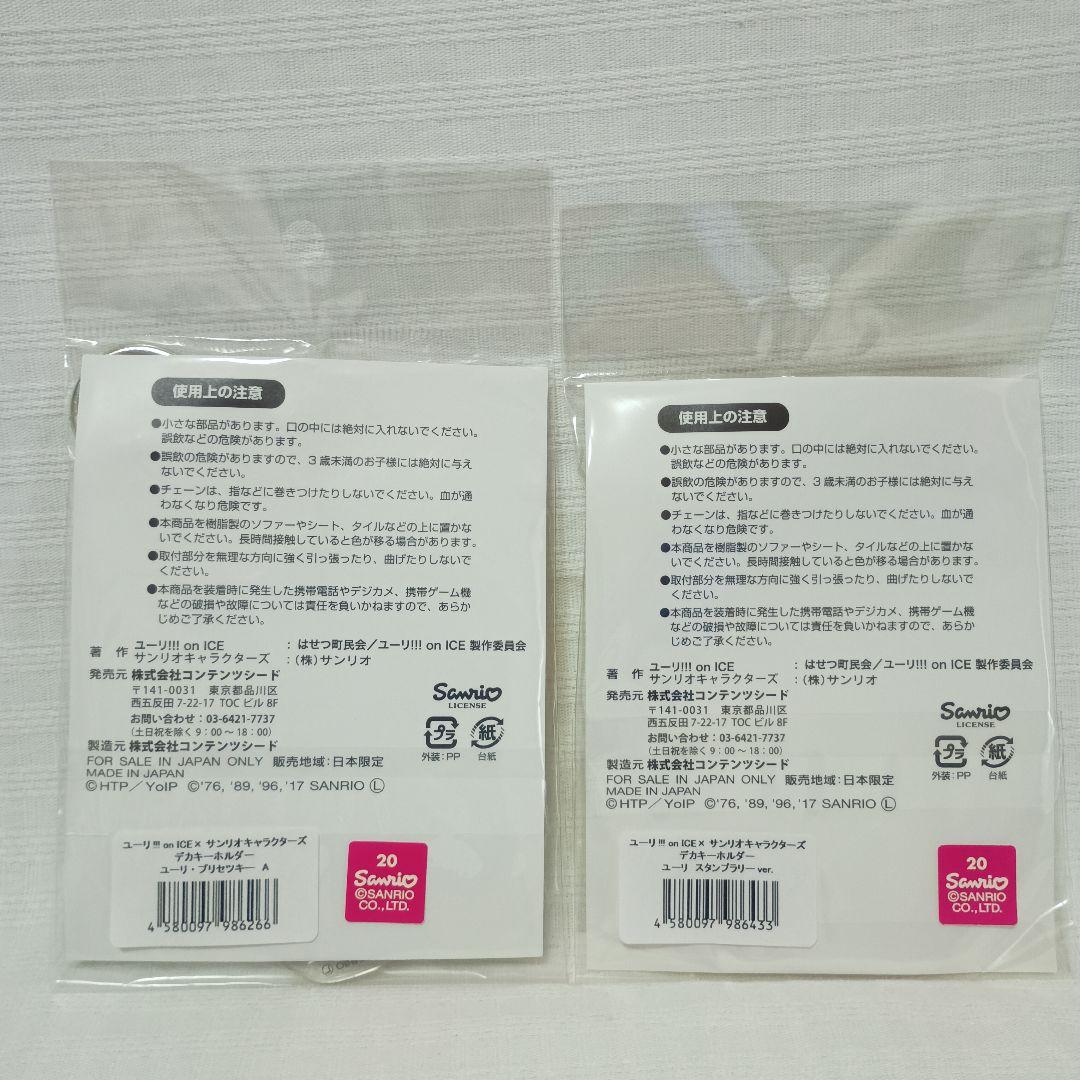 使用上の注意
●小さな部品があります。口の中には絶対に入れないでください。
誤飲などの危険があります。
●誤飲の危険がありますので、3歳未満のお子様には絶対に与え
ないでください。
●チェーンは、指などに巻きつけたりしないでください。血が通
わなくなり危険です。
●本商品を樹脂製のソファーやシート、タイルなどの上に置かな
いでください。長時間接触していると色が移る場合があります。
●取付部分を無理な方向に強く引っ張ったり、曲げたりしないで
ください。
●本商品を装着時に発生した携帯電話やデジカメ、携帯ゲーム機
などの破損や故障については責任を負いかねますので、あらか
じめご了承ください。
著 作 ユーリ!!! on ICE : はせつ町民会/ユーリ!!! on ICE 製作委員会
サンリオキャラクターズ :(株)サンリオ
発売元 株式会社コンテンツシード
〒141-0031 東京都品川区
西五反田 7-22-17 TOC ビル 8F
お問い合わせ:03-6421-7737
(土日祝を除く 9:00～18:00)
製造元 株式会社コンテンツシード
FOR SALE IN JAPAN ONLY 販売地域:日本限定
MADE IN JAPAN
©HTP/YoIP ©'76, '89, '96, '17 SANRIO Ⓛ
Sanrio
LICENSE
プラ 紙
外装:PP 台紙
ユーリ!!! on ICE× サンリオキャラクターズ
デカキーホルダー
ユーリ・プリセツキー A
4 580097 986266
20
Sanrio
©SANRIO
CO.,LTD.
使用上の注意
●小さな部品があります。口の中には絶対に入れないでください。
誤飲などの危険があります。
●誤飲の危険がありますので、3歳未満のお子様には絶対に与え
ないでください。
●チェーンは、指などに巻きつけたりしないでください。血が通
わなくなり危険です。
●本商品を樹脂製のソファーやシート、タイルなどの上に置かな
いでください。長時間接触していると色が移る場合があります。
●取付部分を無理な方向に強く引っ張ったり、曲げたりしないで
ください。
●本商品を装着時に発生した携帯電話やデジカメ、携帯ゲーム機
などの破損や故障については責任を負いかねますので、あらか
じめご了承ください。
著 作 ユーリ!!! on ICE : はせつ町民会/ユーリ!!! on ICE 製作委員会
サンリオキャラクターズ :(株)サンリオ
発売元 株式会社コンテンツシード
〒141-0031 東京都品川区
西五反田 7-22-17 TOC ビル 8F
お問い合わせ:03-6421-7737
(土日祝を除く 9:00～18:00)
製造元 株式会社コンテンツシード
FOR SALE IN JAPAN ONLY 販売地域:日本限定
MADE IN JAPAN
©HTP/YoIP ©'76, '89, '96, '17 SANRIO Ⓛ
Sanrio
LICENSE
プラ 紙
外装:PP 台紙
ユーリ!!! on ICE× サンリオキャラクターズ
デカキーホルダー
ユーリ スタンプラリー ver.
4 580097 986433
20
Sanrio
©SANRIO
CO.,LTD.